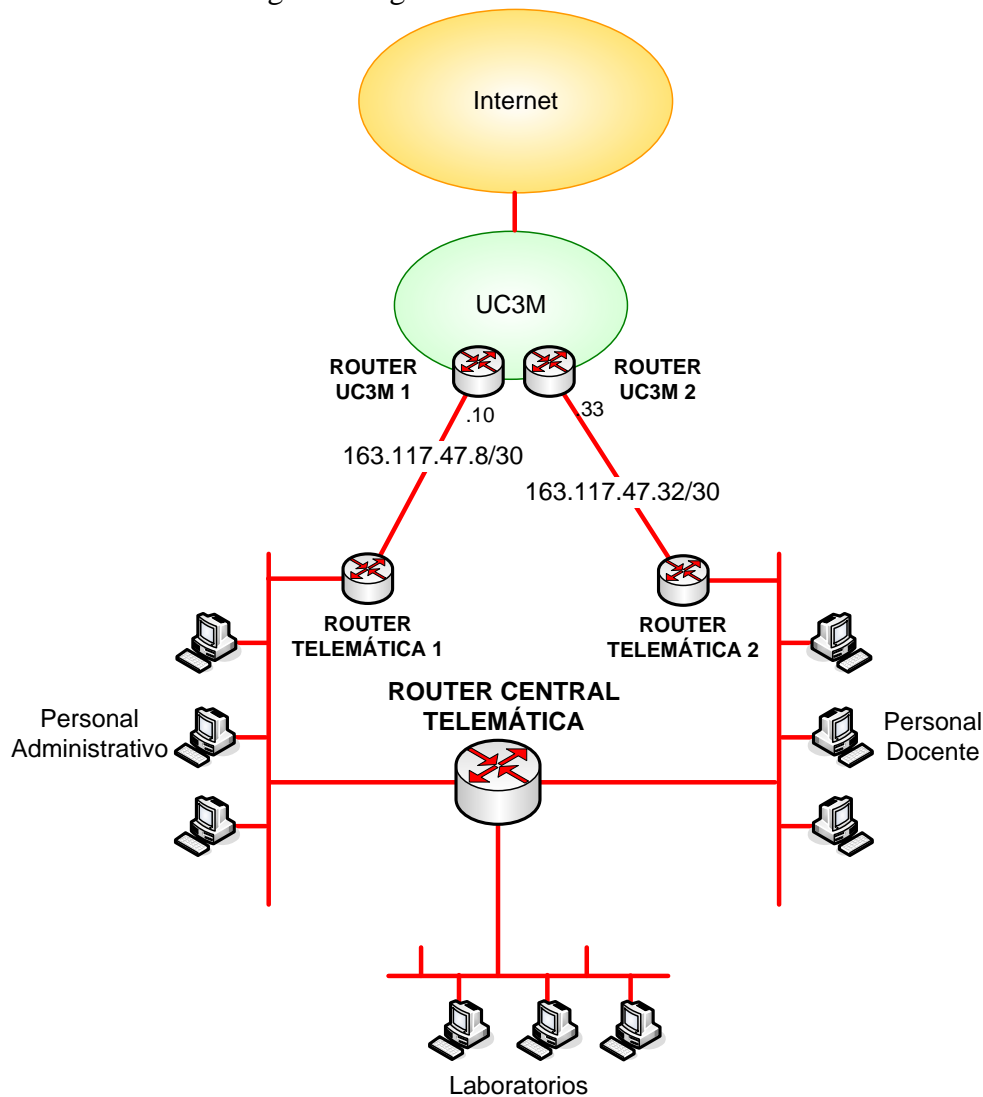 Internet
UC3M
ROUTER
UC3M 1
ROUTER
UC3M 2
.10
.33
163.117.47.8/30
163.117.47.32/30
ROUTER
TELEMÁTICA 1
ROUTER
TELEMÁTICA 2
ROUTER CENTRAL
TELEMÁTICA
Personal
Administrativo
Personal
Docente
Laboratorios